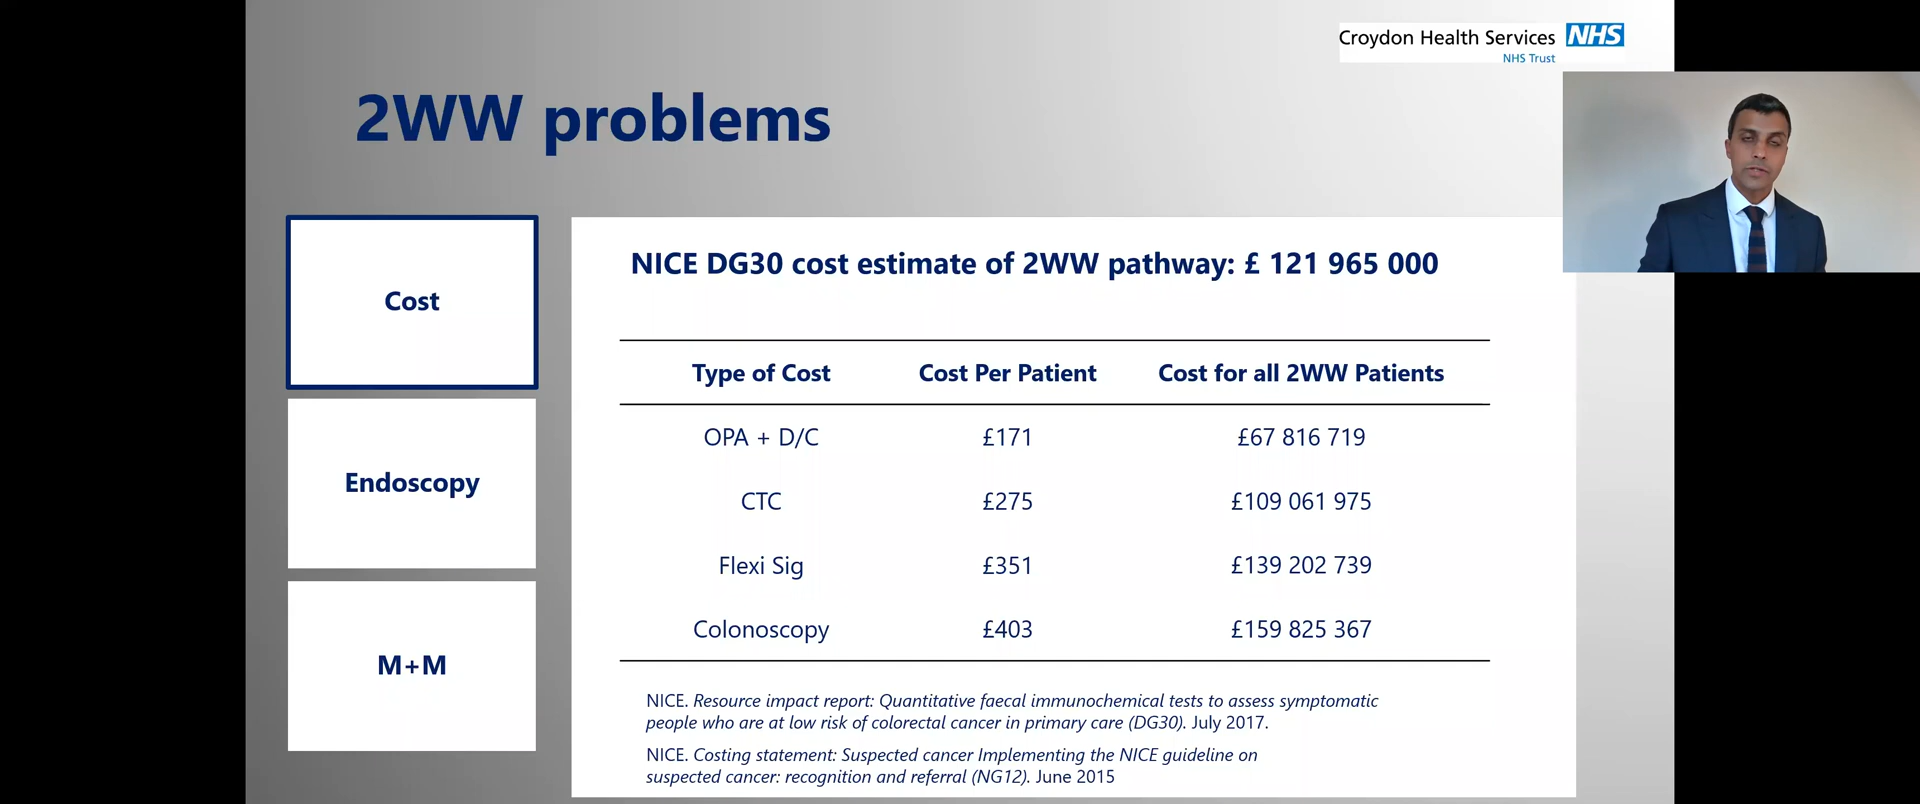 Croydon Health Services NHS
NHS Trust
2WW problems
Cost
Endoscopy
M+M
NICE DG30 cost estimate of 2WW pathway: £ 121 965 000
Type of Cost Cost Per Patient Cost for all 2WW Patients
OPA + D/C £171 £67 816 719
CTC £275 £109 061 975
Flexi Sig £351 £139 202 739
Colonoscopy £403 £159 825 367
NICE. Resource impact report: Quantitative faecal immunochemical tests to assess symptomatic
people who are at low risk of colorectal cancer in primary care (DG30). July 2017.
NICE. Costing statement: Suspected cancer Implementing the NICE guideline on
suspected cancer: recognition and referral (NG12). June 2015